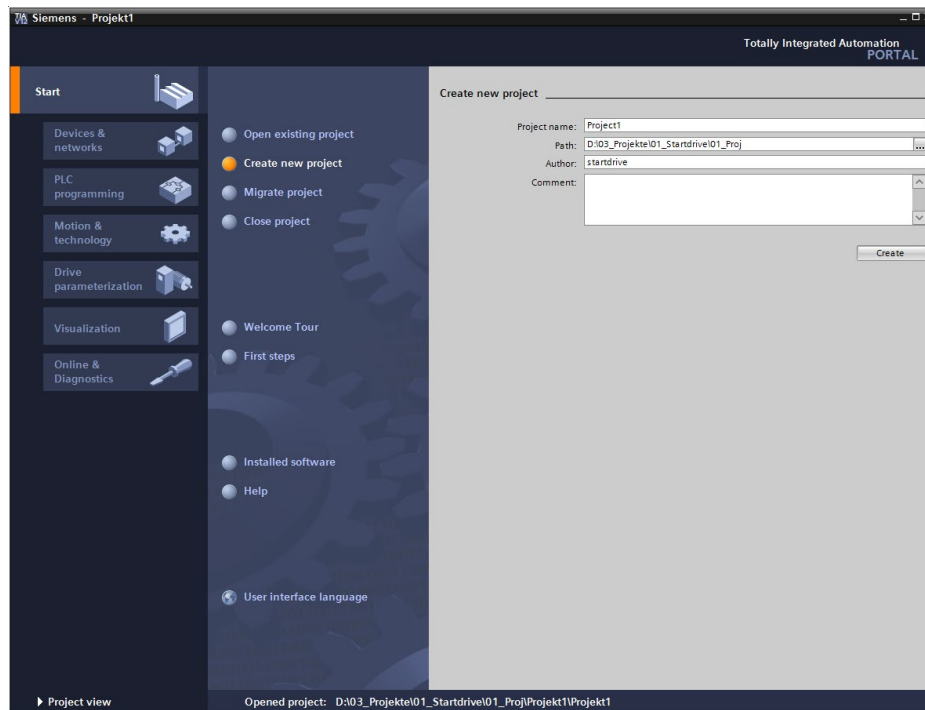 Siemens - Projekt1
Totally Integrated Automation
PORTAL
Start
Devices &
networks
PLC
programming
Motion &
technology
Drive
parameterization
Visualization
Online &
Diagnostics
Open existing project
Create new project
Migrate project
Close project
Welcome Tour
First steps
Installed software
Help
User interface language
Create new project
Project name: Project1
Path: D:\03_Projekte\01_Startdrive\01_Proj
...
Author: startdrive
Comment:
Create
Project view
Opened project: D:\03_Projekte\01_Startdrive\01_Proj\Projekt1\Projekt1